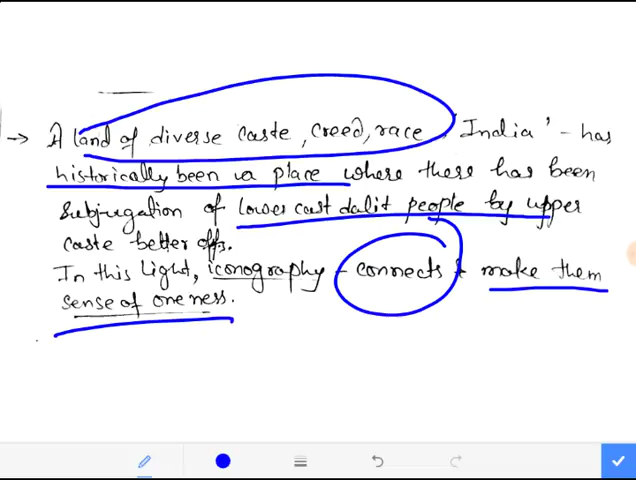 → A land of diverse caste, creed, race 'India' - has
historically been a place where there has been
subjugation of lower cast dalit people by upper
caste better offs.
In this light, iconography - connects & make them
sense of oneness.